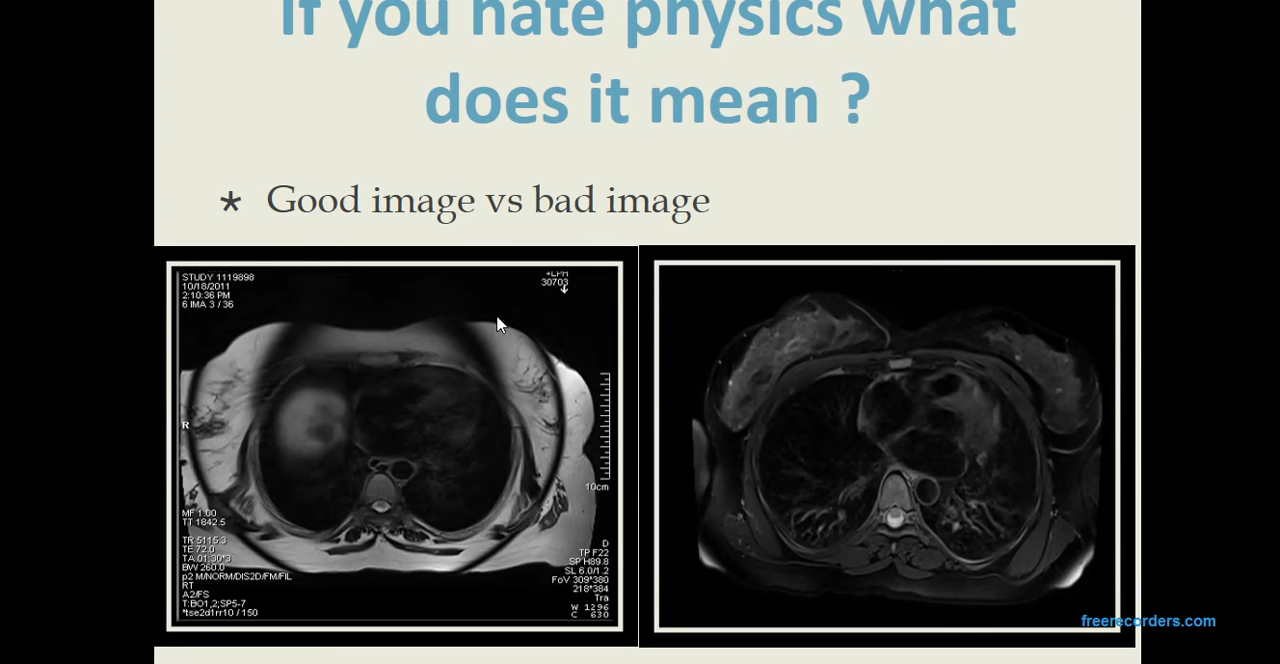 If you hate physics what
does it mean ?
* Good image vs bad image
STUDY 1119898
10/18/2011
2:10:36 PM
6 IMA 3 / 36
+LPH
30703
R
10cm
MF 1.00
TT 1842.5
TR 5115.3
TE 72.0
TA 01:30*3
BW 260.0
p2 M/NORM/DIS2D/FM/FIL
RT
A2/FS
T:BO1,2;SP5-7
*tse2d1rr10 / 150
D
TP F22
SP H89.8
SL 6.0/1.2
FoV 309*380
218*384
Tra
W 1296
C 630
freerecorders.com